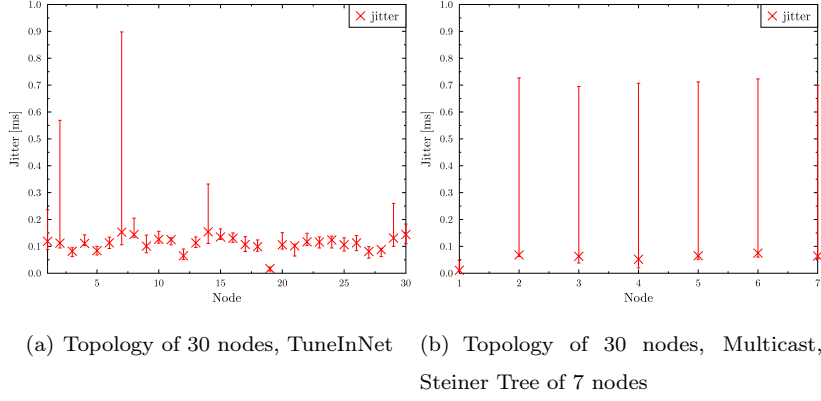 1.0
0.9
0.8
0.7
0.6
0.5
0.4
0.3
0.2
0.1
0.0
Jitter [ms]
5 10 15 20 25 30
Node
jitter
1.0
0.9
0.8
0.7
0.6
0.5
0.4
0.3
0.2
0.1
0.0
Jitter [ms]
1 2 3 4 5 6 7
Node
jitter
(a) Topology of 30 nodes, TuneInNet
(b) Topology of 30 nodes, Multicast,
Steiner Tree of 7 nodes